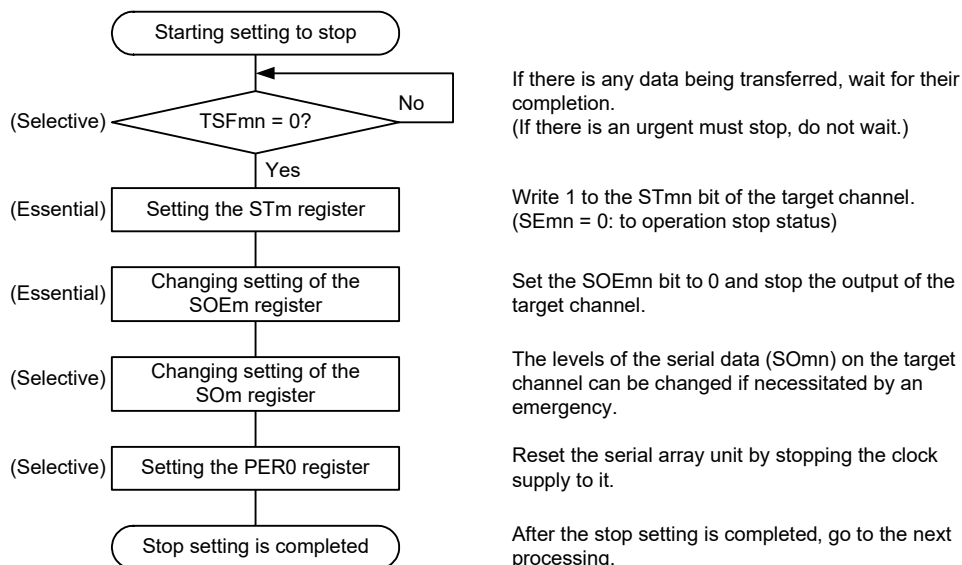 Starting setting to stop
If there is any data being transferred, wait for their
completion.
(If there is an urgent must stop, do not wait.)
(Selective)
TSFmn = 0?
No
Yes
(Essential)
Setting the STm register
Write 1 to the STmn bit of the target channel.
(SEmn = 0: to operation stop status)
(Essential)
Changing setting of the
SOEm register
Set the SOEmn bit to 0 and stop the output of the
target channel.
(Selective)
Changing setting of the
SOm register
The levels of the serial data (SOmn) on the target
channel can be changed if necessitated by an
emergency.
(Selective)
Setting the PER0 register
Reset the serial array unit by stopping the clock
supply to it.
Stop setting is completed
After the stop setting is completed, go to the next
processing.